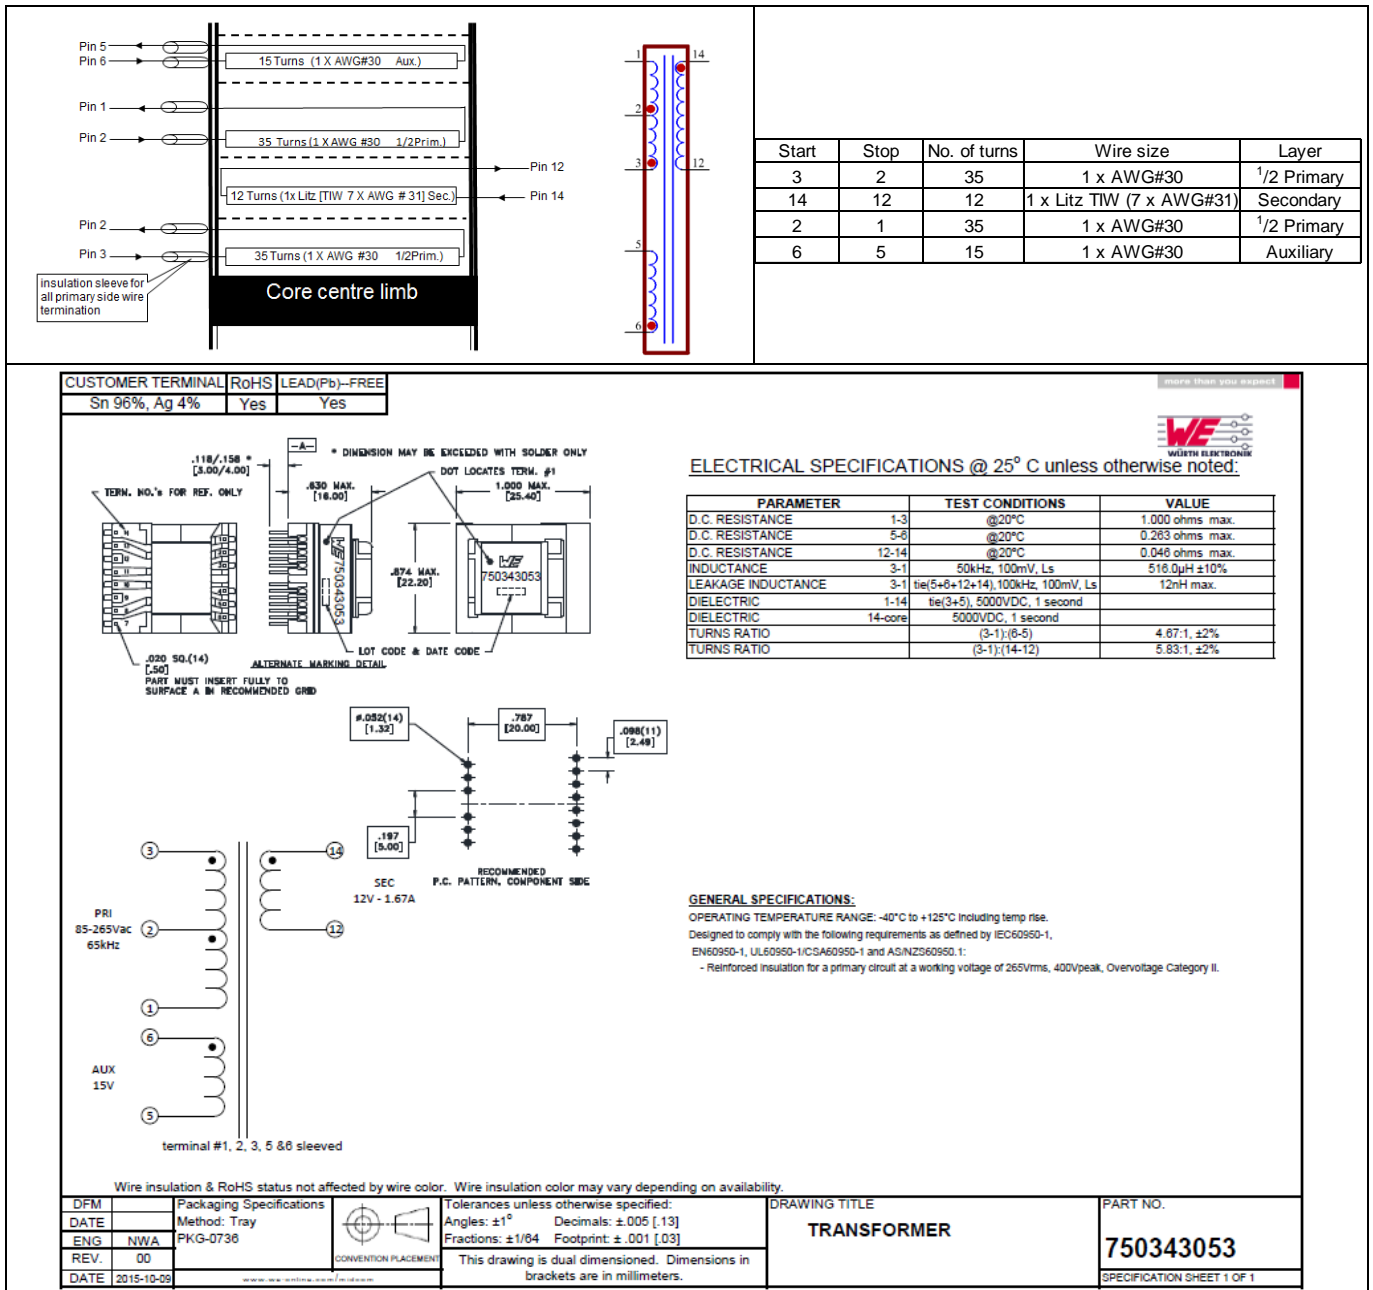 Pin 5
Pin 6
15 Turns (1 X AWG#30 Aux.)
Pin 1
Pin 2
35 Turns (1 X AWG #30 1/2Prim.)
Pin 12
12 Turns (1x Litz [TIW 7 X AWG # 31] Sec.)
Pin 14
Pin 2
Pin 3
35 Turns (1 X AWG #30 1/2Prim.)
insulation sleeve for
all primary side wire
termination
Core centre limb
1
14
2
3
12
5
6
Start Stop No. of turns Wire size Layer
3 2 35 1 x AWG#30 1/2 Primary
14 12 12 1 x Litz TIW (7 x AWG#31) Secondary
2 1 35 1 x AWG#30 1/2 Primary
6 5 15 1 x AWG#30 Auxiliary
CUSTOMER TERMINAL RoHS LEAD(Pb)--FREE
Sn 96%, Ag 4% Yes Yes
more than you expect
WE
WÜRTH ELEKTRONIK
.118/.158 *
[3.00/4.00]
-A-
* DIMENSION MAY BE EXCEEDED WITH SOLDER ONLY
DOT LOCATES TERM. #1
TERM. NO.'s FOR REF. ONLY
.630 MAX.
[16.00]
1.000 MAX.
[25.40]
.874 MAX.
[22.20]
WE 750343053
WE
750343053
7
.020 SQ.(14)
[.50]
PART MUST INSERT FULLY TO
SURFACE A IN RECOMMENDED GRID
LOT CODE & DATE CODE
ALTERNATE MARKING DETAIL
ELECTRICAL SPECIFICATIONS @ 25° C unless otherwise noted:
PARAMETER TEST CONDITIONS VALUE
D.C. RESISTANCE 1-3 @20°C 1.000 ohms max.
D.C. RESISTANCE 5-6 @20°C 0.263 ohms max.
D.C. RESISTANCE 12-14 @20°C 0.046 ohms max.
INDUCTANCE 3-1 50kHz, 100mV, Ls 516.0µH ±10%
LEAKAGE INDUCTANCE 3-1 tie(5+6+12+14),100kHz, 100mV, Ls 12nH max.
DIELECTRIC 1-14 tie(3+5), 5000VDC, 1 second
DIELECTRIC 14-core 5000VDC, 1 second
TURNS RATIO (3-1):(6-5) 4.67:1, ±2%
TURNS RATIO (3-1):(14-12) 5.83:1, ±2%
ø.052(14)
[1.32]
.787
[20.00]
.098(11)
[2.49]
.197
[5.00]
RECOMMENDED
P.C. PATTERN, COMPONENT SIDE
3
14
SEC
12V - 1.67A
PRI
85-265Vac
65kHz
2
12
1
6
AUX
15V
5
terminal #1, 2, 3, 5 &6 sleeved
GENERAL SPECIFICATIONS:
OPERATING TEMPERATURE RANGE: -40°C to +125°C including temp rise.
Designed to comply with the following requirements as defined by IEC60950-1,
EN60950-1, UL60950-1/CSA60950-1 and AS/NZS60950.1:
- Reinforced insulation for a primary circuit at a working voltage of 265Vrms, 400Vpeak, Overvoltage Category II.
Wire insulation & RoHS status not affected by wire color. Wire insulation color may vary depending on availability.
DFM
DATE
ENG NWA
REV. 00
DATE 2015-10-09
Packaging Specifications
Method: Tray
PKG-0736
www.we-online.com/midcom
CONVENTION PLACEMENT
Tolerances unless otherwise specified:
Angles: ±1° Decimals: ±.005 [.13]
Fractions: ±1/64 Footprint: ± .001 [.03]
This drawing is dual dimensioned. Dimensions in
brackets are in millimeters.
DRAWING TITLE
TRANSFORMER
PART NO.
750343053
SPECIFICATION SHEET 1 OF 1